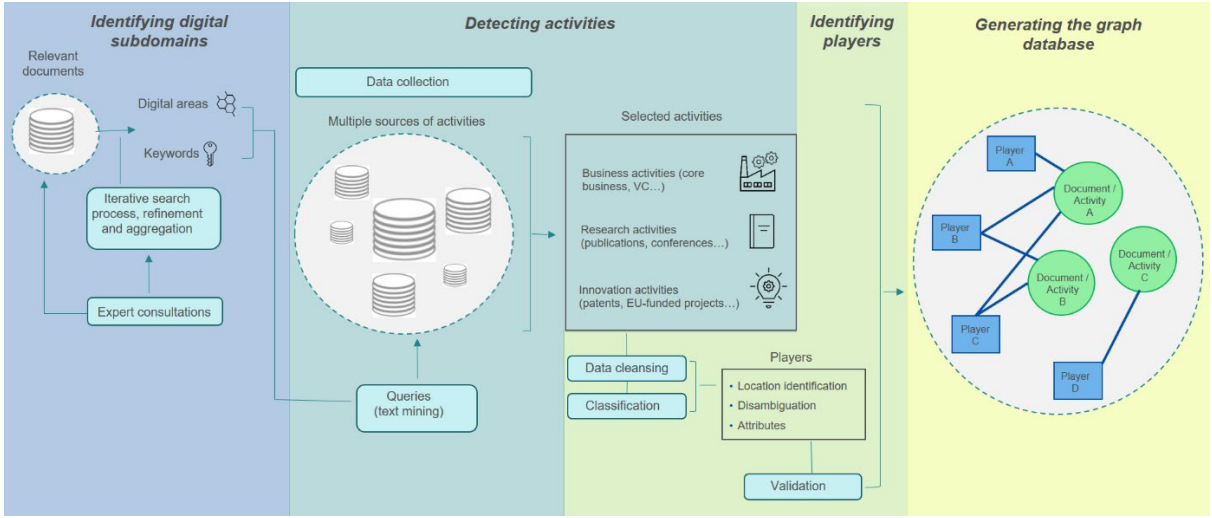 Identifying digital
subdomains
Relevant
documents
Digital areas
Keywords
Iterative search
process, refinement
and aggregation
Expert consultations
Detecting activities
Data collection
Multiple sources of activities
Queries
(text mining)
Selected activities
Business activities (core
business, VC…)
Research activities
(publications, conferences…)
Innovation activities
(patents, EU-funded projects…)
Data cleansing
Classification
Identifying
players
Players
• Location identification
• Disambiguation
• Attributes
Validation
Generating the graph
database
Player
A
Document /
Activity
A
Player
B
Document /
Activity
C
Document /
Activity
B
Player
C
Player
D